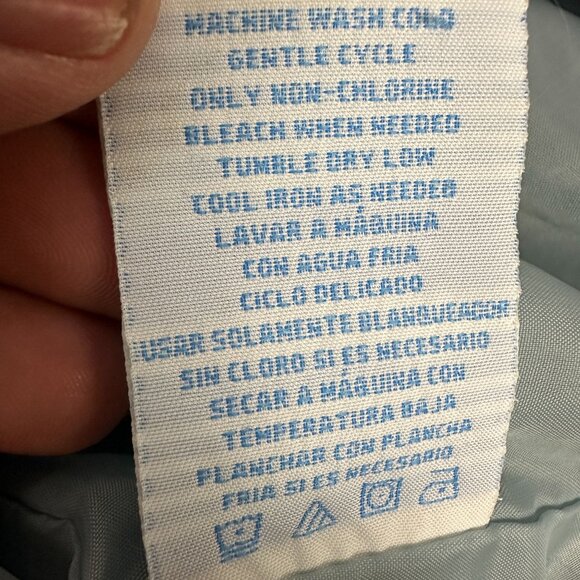 MACHINE WASH COLD
GENTLE CYCLE
ONLY NON-CHLORINE
BLEACH WHEN NEEDED
TUMBLE DRY LOW
COOL IRON AS NEEDED
LAVAR A MÁQUINA
CON AGUA FRIA
CICLO DELICADO
USAR SOLAMENTE BLANQUEADOR
SIN CLORO SI ES NECESARIO
SECAR A MÁQUINA CON
TEMPERATURA BAJA
PLANCHAR CON PLANCHA
FRIA SI ES NECESARIO